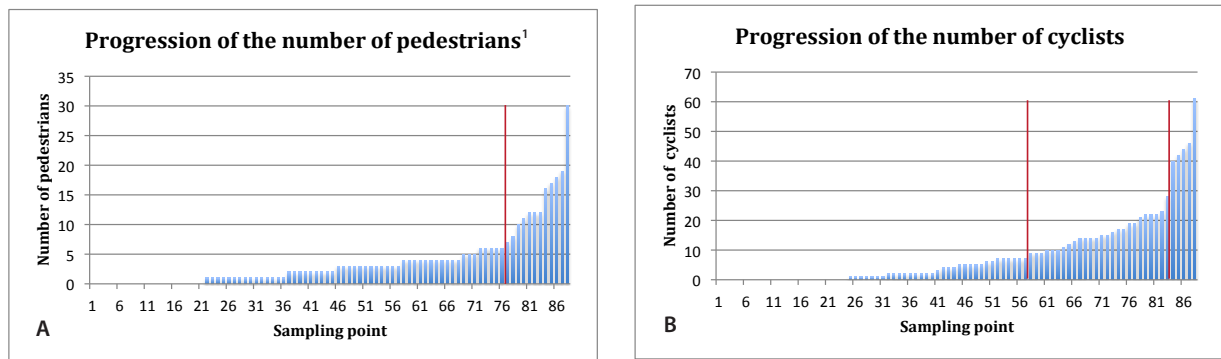 Progression of the number of pedestrians¹
35
30
25
20
15
10
5
0
Number of pedestrians
1 6 11 16 21 26 31 36 41 46 51 56 61 66 71 76 81 86
Sampling point
A
Progression of the number of cyclists
70
60
50
40
30
20
10
0
Number of cyclists
1 6 11 16 21 26 31 36 41 46 51 56 61 66 71 76 81 86
Sampling point
B